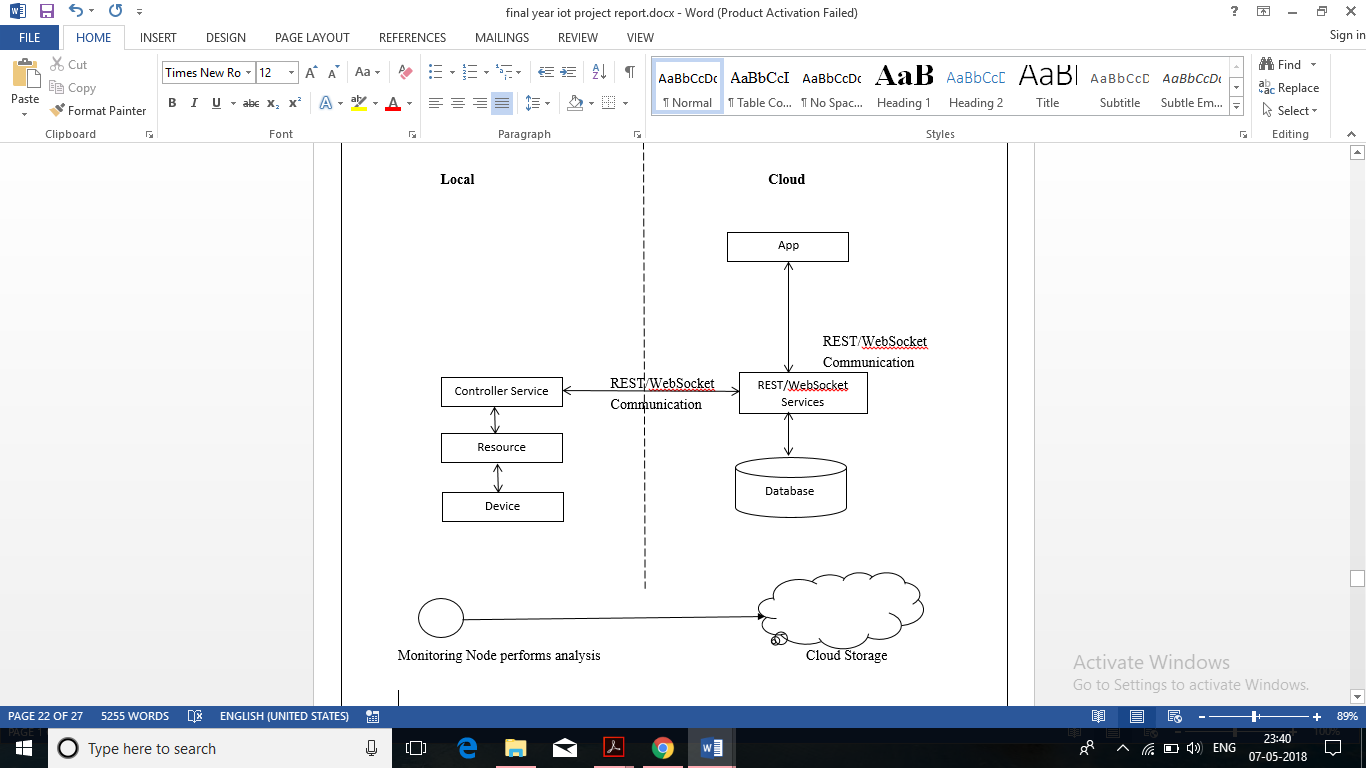 final year iot project report.docx - Word (Product Activation Failed)
FILE HOME INSERT DESIGN PAGE LAYOUT REFERENCES MAILINGS REVIEW VIEW Sign in
Paste
Cut
Copy
Format Painter
Clipboard
Times New Ro 12
Font
Paragraph
AaBbCcDc AaBbCcI AaBbCcDc AaB AaBbCcC AaBl AaBbCcD AaBbCcDc
¶ Normal ¶ Table Co... ¶ No Spac... Heading 1 Heading 2 Title Subtitle Subtle Em...
Styles
Find
Replace
Select
Editing
Local Cloud
App
REST/WebSocket
Communication
Controller Service
REST/WebSocket
Communication
REST/WebSocket
Services
Resource
Device
Database
Monitoring Node performs analysis
Cloud Storage
Activate Windows
Go to Settings to activate Windows.
PAGE 22 OF 27 5255 WORDS ENGLISH (UNITED STATES) 89%
Type here to search
ENG
23:40
07-05-2018